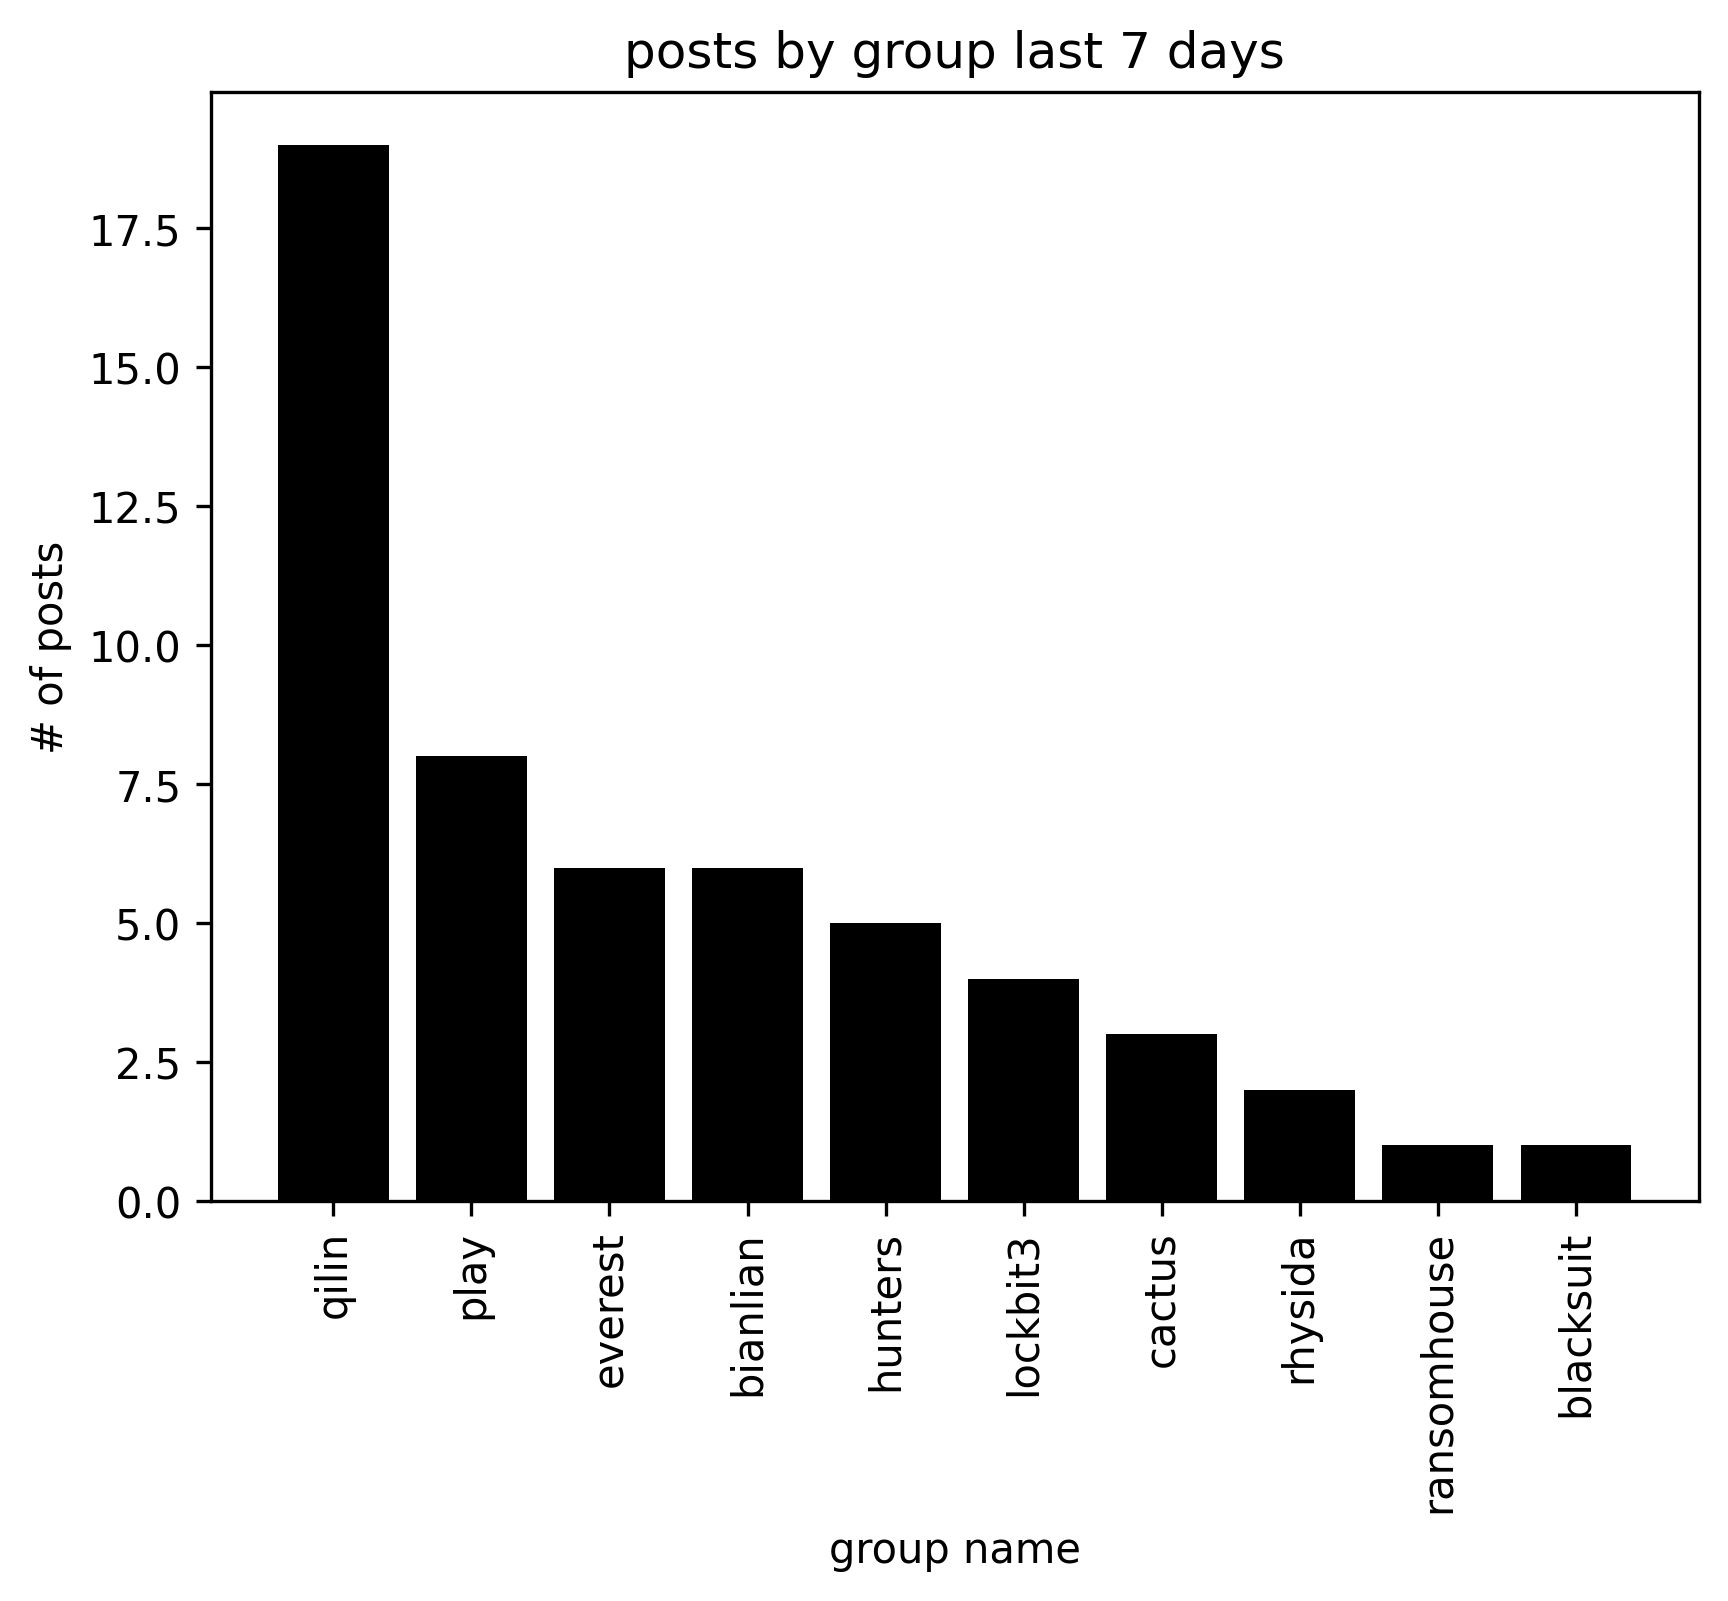 posts by group last 7 days
# of posts
17.5
15.0
12.5
10.0
7.5
5.0
2.5
0.0
qilin
play
everest
bianlian
hunters
lockbit3
cactus
rhysida
ransomhouse
blacksuit
group name